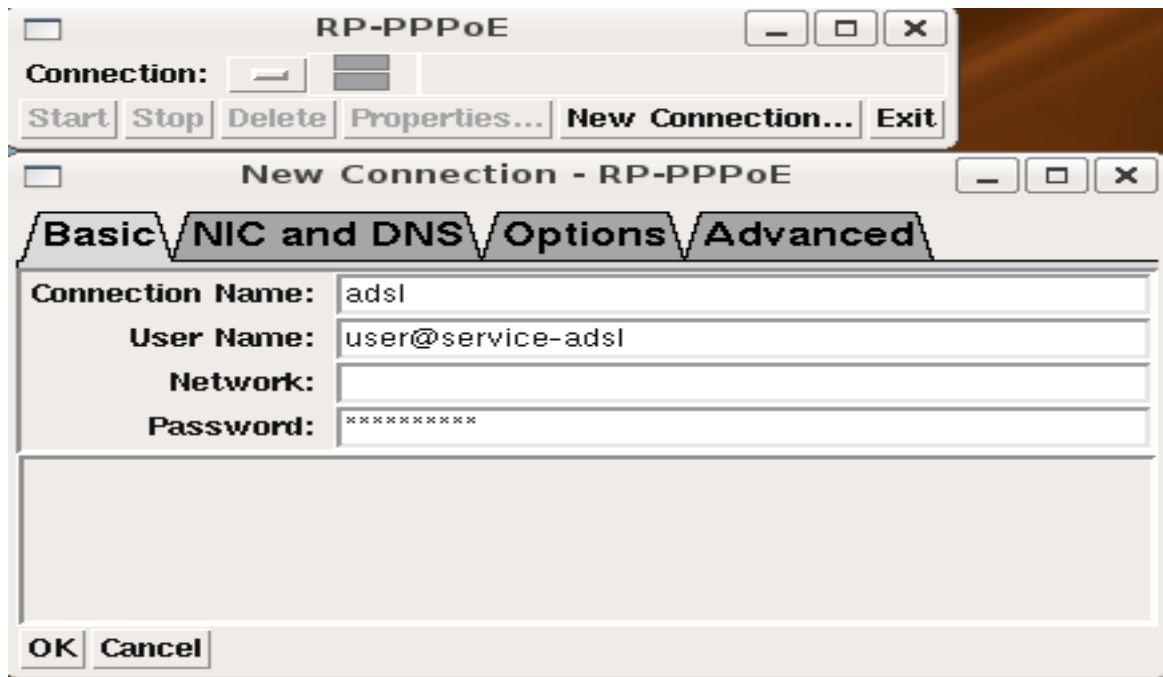 RP-PPPoE
Connection:
Start Stop Delete Properties... New Connection... Exit
New Connection - RP-PPPoE
Basic NIC and DNS Options Advanced
Connection Name: adsl
User Name: user@service-adsl
Network:
Password: **********
OK Cancel